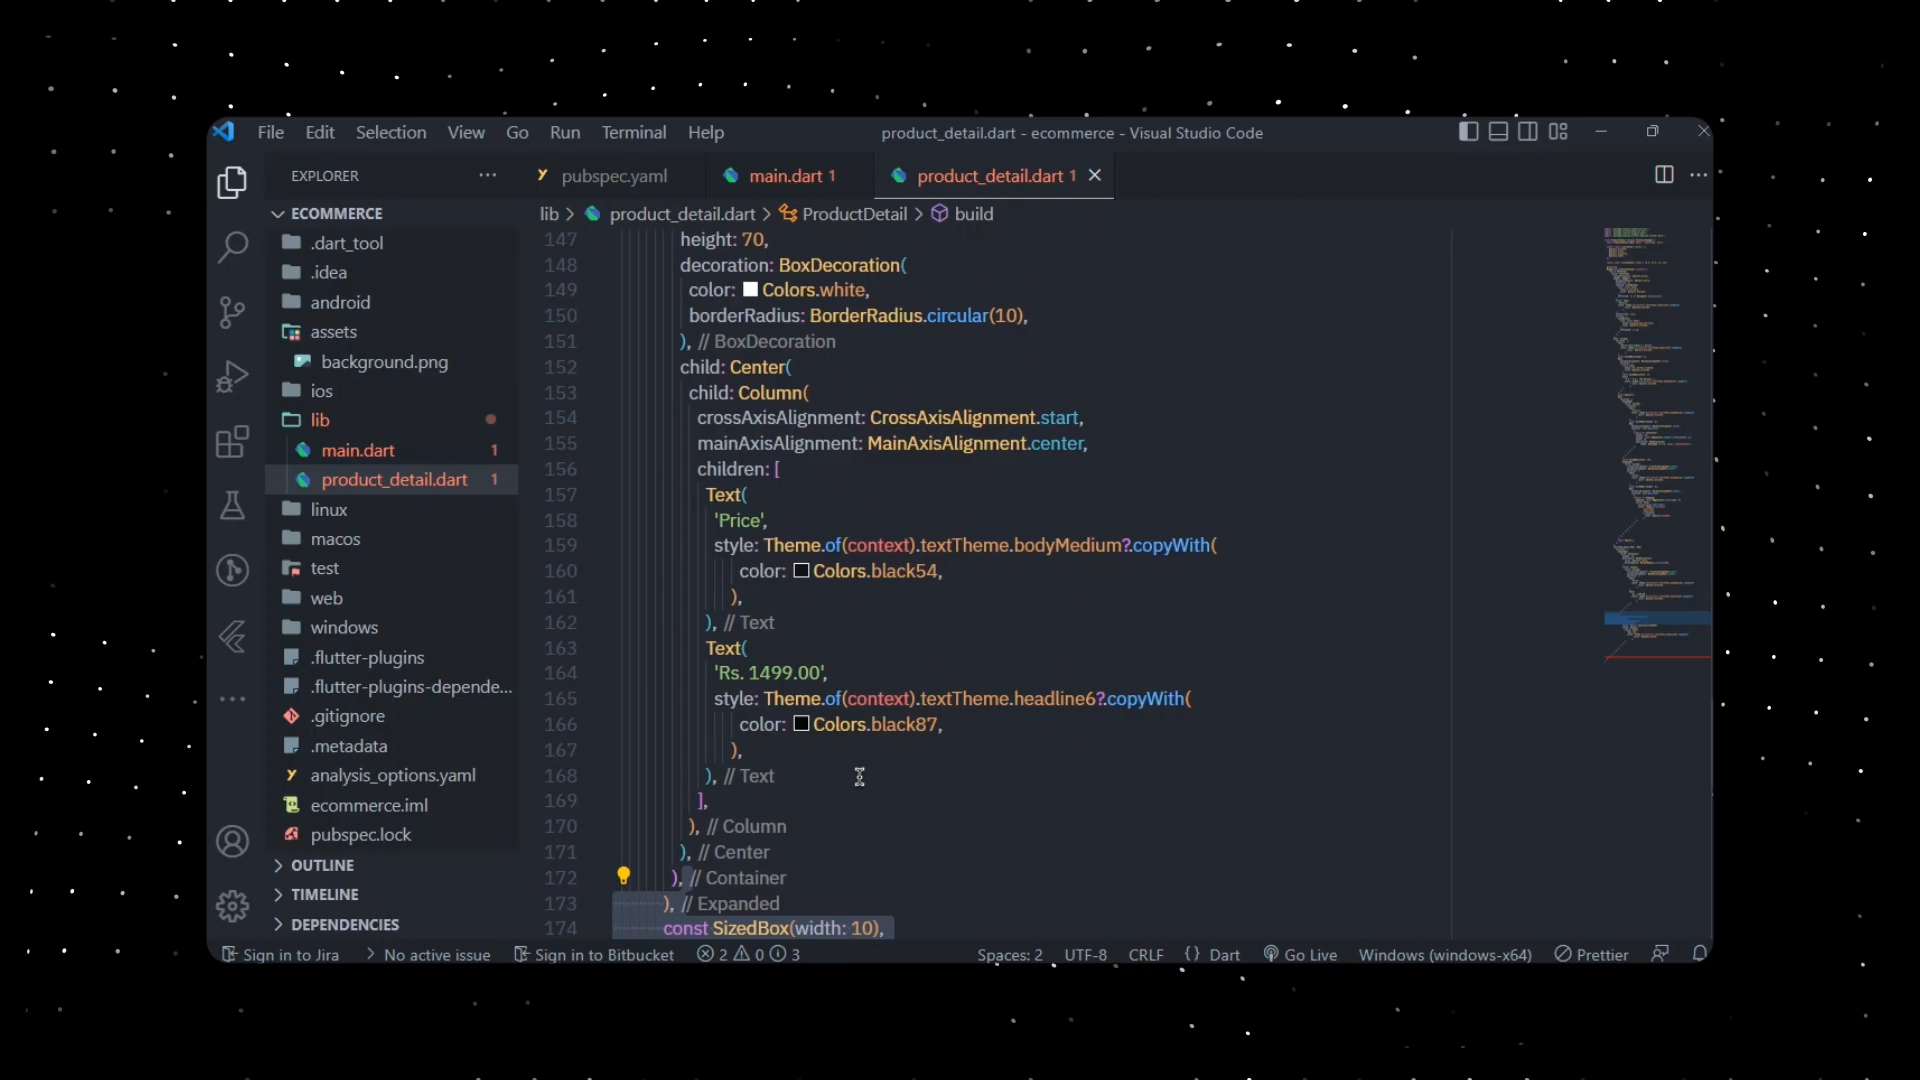 File Edit Selection View Go Run Terminal Help
product_detail.dart - ecommerce - Visual Studio Code
EXPLORER
pubspec.yaml
main.dart 1
product_detail.dart 1
ECOMMERCE
lib > product_detail.dart > ProductDetail > build
.dart_tool
.idea
android
assets
background.png
ios
lib
main.dart 1
product_detail.dart 1
linux
macos
test
web
windows
.flutter-plugins
.flutter-plugins-depende...
.gitignore
.metadata
analysis_options.yaml
ecommerce.iml
pubspec.lock
OUTLINE
TIMELINE
DEPENDENCIES
147 height: 70,
148 decoration: BoxDecoration(
149 color: Colors.white,
150 borderRadius: BorderRadius.circular(10),
151 ), // BoxDecoration
152 child: Center(
153 child: Column(
154 crossAxisAlignment: CrossAxisAlignment.start,
155 mainAxisAlignment: MainAxisAlignment.center,
156 children: [
157 Text(
158 'Price',
159 style: Theme.of(context).textTheme.bodyMedium?.copyWith(
160 color: Colors.black54,
161 ),
162 ), // Text
163 Text(
164 'Rs. 1499.00',
165 style: Theme.of(context).textTheme.headline6?.copyWith(
166 color: Colors.black87,
167 ),
168 ), // Text
169 ],
170 ), // Column
171 ), // Center
172 ), // Container
173 ), // Expanded
174 const SizedBox(width: 10),
Sign in to Jira > No active issue Sign in to Bitbucket 2 0 3 Spaces: 2 UTF-8 CRLF {} Dart Go Live Windows (windows-x64) Prettier